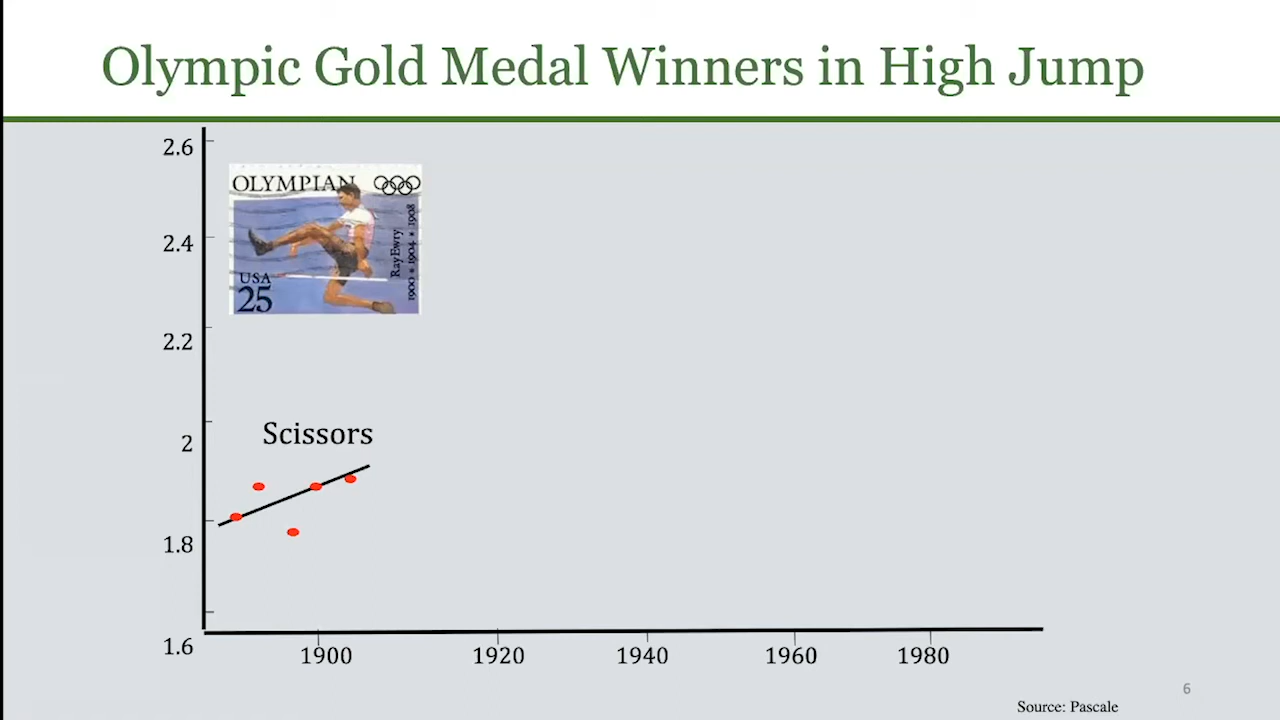 Olympic Gold Medal Winners in High Jump
2.6
2.4
2.2
2
1.8
1.6
OLYMPIAN
Ray Ewry
1900 * 1904 * 1908
USA
25
Scissors
1900
1920
1940
1960
1980
6
Source: Pascale